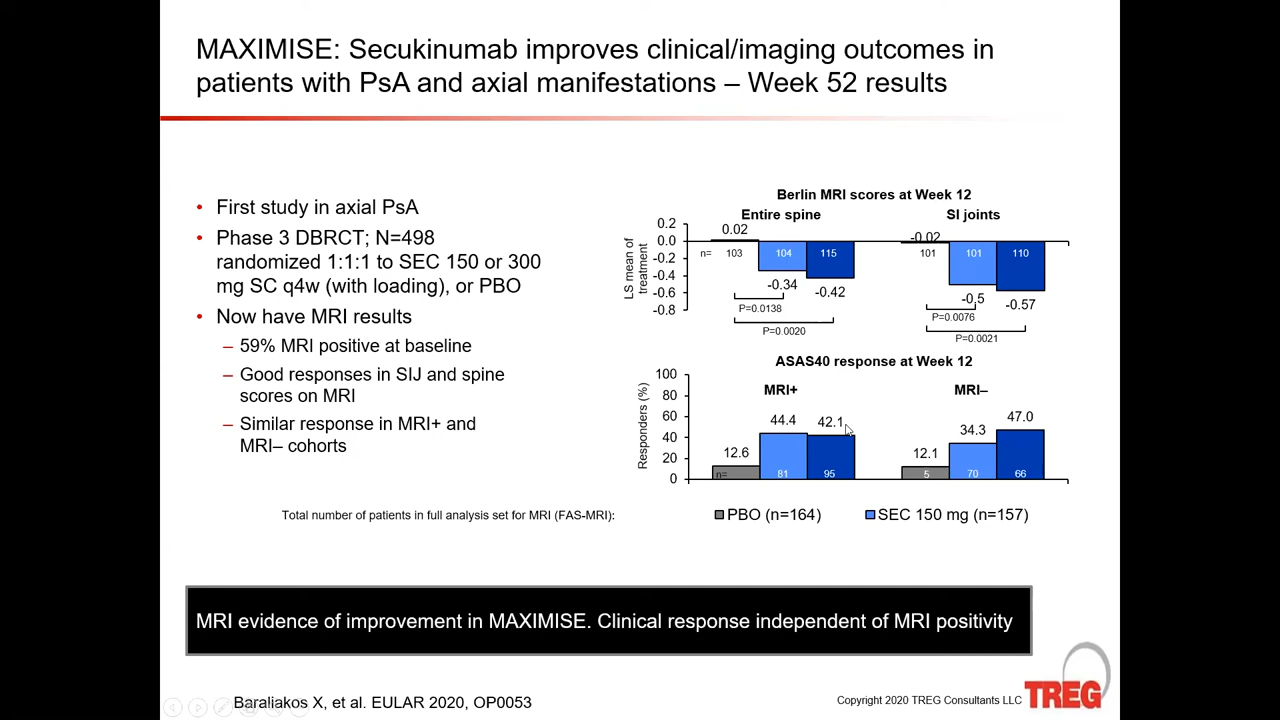 MAXIMISE: Secukinumab improves clinical/imaging outcomes in
patients with PsA and axial manifestations – Week 52 results
• First study in axial PsA
• Phase 3 DBRCT; N=498
randomized 1:1:1 to SEC 150 or 300
mg SC q4w (with loading), or PBO
• Now have MRI results
– 59% MRI positive at baseline
– Good responses in SIJ and spine
scores on MRI
– Similar response in MRI+ and
MRI– cohorts
Berlin MRI scores at Week 12
Entire spine
SI joints
LS mean of
treatment
0.2
0.0
-0.2
-0.4
-0.6
-0.8
0.02
-0.02
n= 103 104 115
101 101 110
-0.34
-0.42
-0.5
-0.57
P=0.0138
P=0.0020
P=0.0076
P=0.0021
ASAS40 response at Week 12
MRI+
MRI–
Responders (%)
100
80
60
40
20
0
12.6
44.4
42.1
12.1
34.3
47.0
n= 81 95
5 70 66
Total number of patients in full analysis set for MRI (FAS-MRI):
PBO (n=164)
SEC 150 mg (n=157)
MRI evidence of improvement in MAXIMISE. Clinical response independent of MRI positivity
Baraliakos X, et al. EULAR 2020, OP0053
Copyright 2020 TREG Consultants LLC
TREG